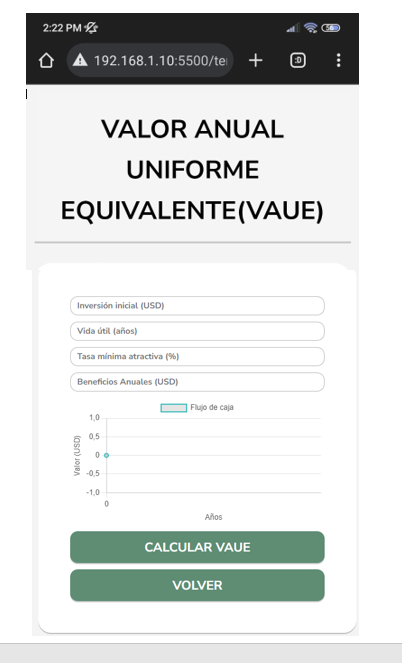 2:22 PM
58
192.168.1.10:5500/te
:D
VALOR ANUAL
UNIFORME
EQUIVALENTE(VAUE)
Inversión inicial (USD)
Vida útil (años)
Tasa mínima atractiva (%)
Beneficios Anuales (USD)
Flujo de caja
1,0
0,5
0
-0,5
-1,0
Valor (USD)
0
Años
CALCULAR VAUE
VOLVER